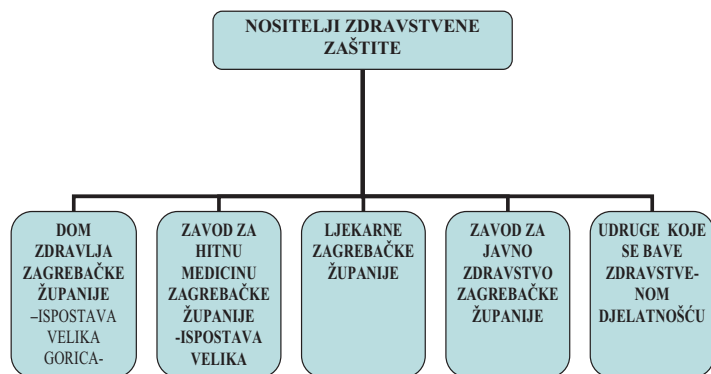 NOSITELJI ZDRAVSTVENE
ZAŠTITE
DOM
ZDRAVLJA
ZAGREBAČKE
ŽUPANIJE
–ISPOSTAVA
VELIKA
GORICA-
ZAVOD ZA
HITNU
MEDICINU
ZAGREBAČKE
ŽUPANIJE
-ISPOSTAVA
VELIKA
LJEKARNE
ZAGREBAČKE
ŽUPANIJE
ZAVOD ZA
JAVNO
ZDRAVSTVO
ZAGREBAČKE
ŽUPANIJE
UDRUGE KOJE
SE BAVE
ZDRAVSTVE-
NOM
DJELATNOŠĆU